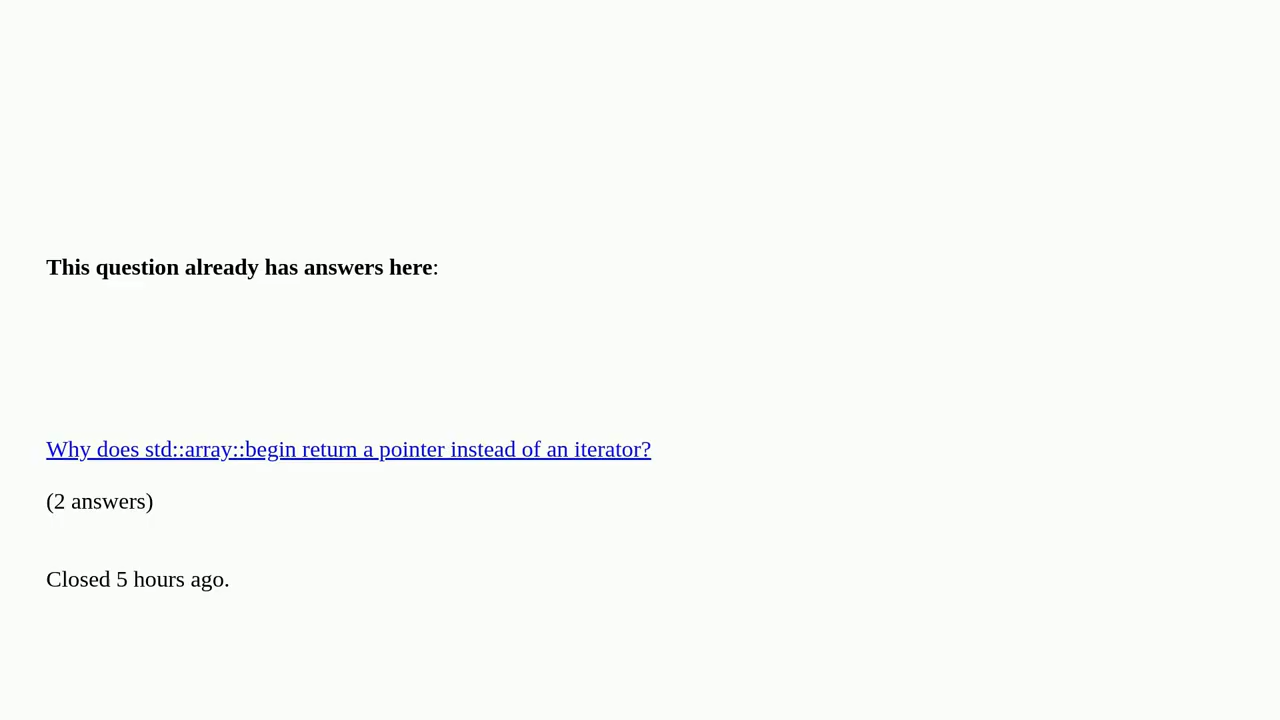 This question already has answers here:
Why does std::array::begin return a pointer instead of an iterator?
(2 answers)
Closed 5 hours ago.